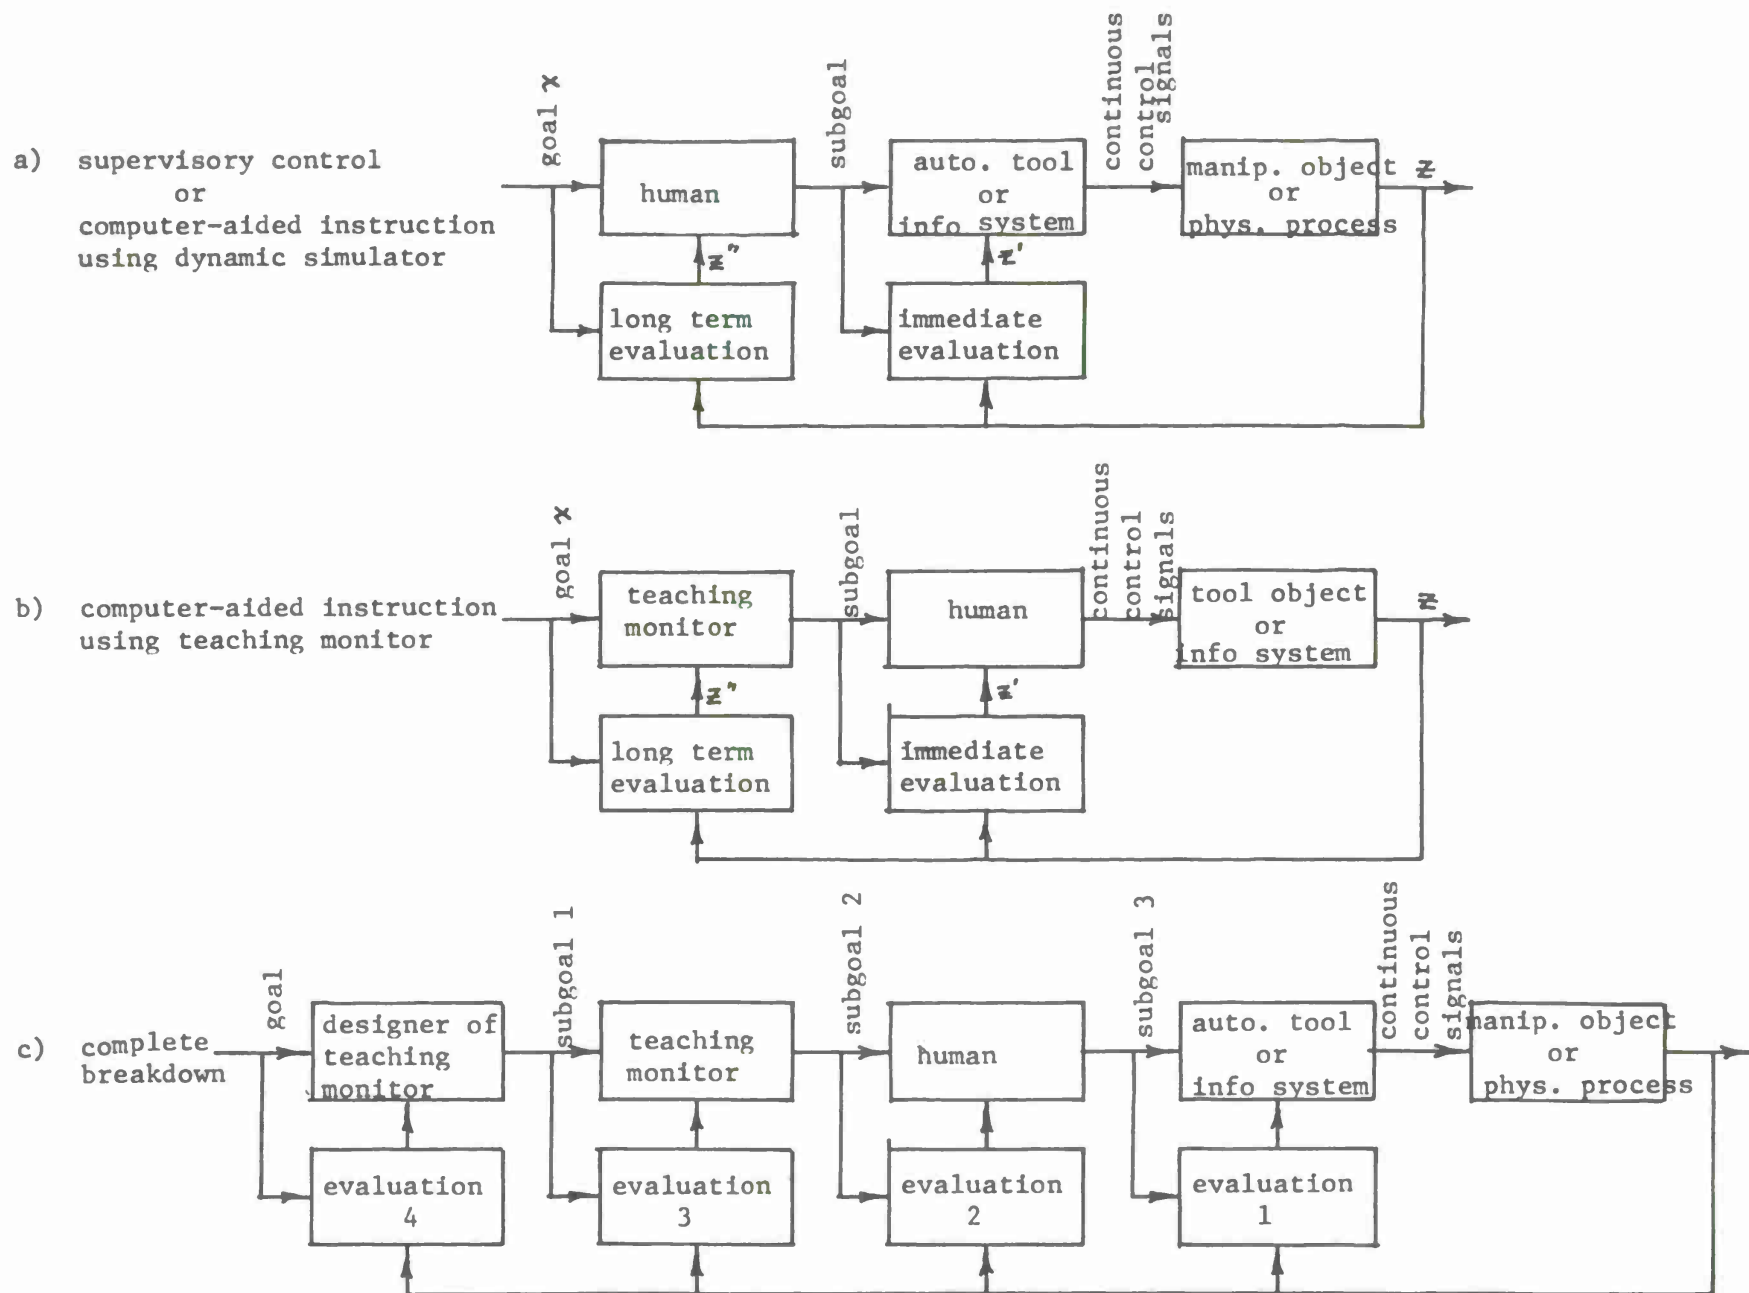 a) supervisory control
or
computer-aided instruction
using dynamic simulator
goal x
human
subgoal
auto. tool
or
info system
continuous
control
signals
manip. object
or
phys. process
z
z"
z'
long term
evaluation
immediate
evaluation
b) computer-aided instruction
using teaching monitor
goal x
teaching
monitor
subgoal
human
continuous
control
signals
tool object
or
info system
z
z"
z'
long term
evaluation
immediate
evaluation
c) complete
breakdown
goal
designer of
teaching
monitor
subgoal 1
teaching
monitor
subgoal 2
human
subgoal 3
auto. tool
or
info system
continuous
control
signals
manip. object
or
phys. process
evaluation
4
evaluation
3
evaluation
2
evaluation
1